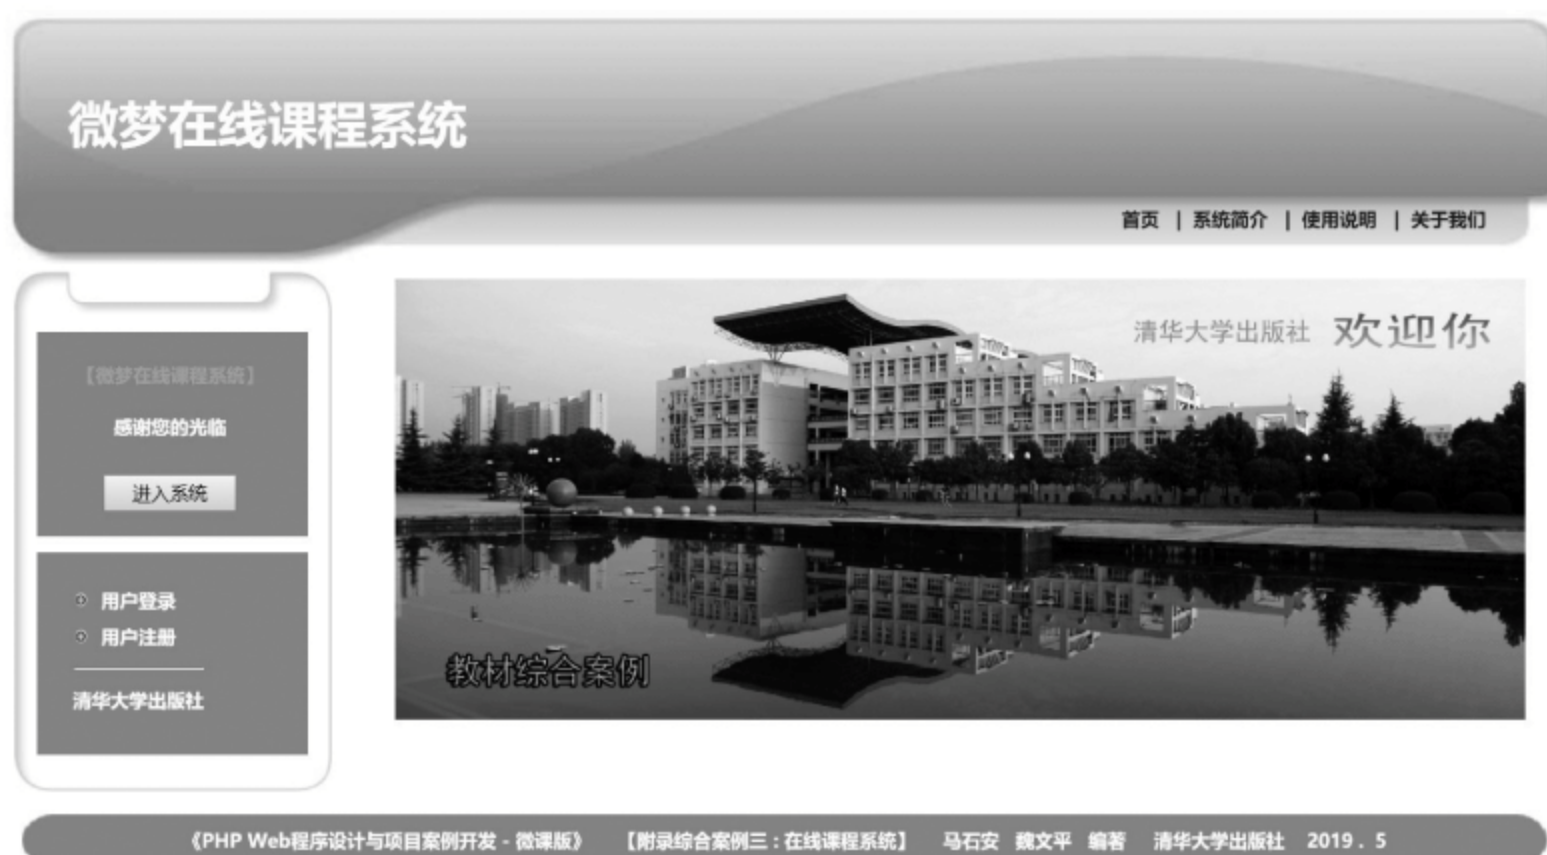 微梦在线课程系统
首页 | 系统简介 | 使用说明 | 关于我们
【微梦在线课程系统】
感谢您的光临
进入系统
用户登录
用户注册
清华大学出版社
清华大学出版社 欢迎你
教材综合案例
《PHP Web程序设计与项目案例开发 - 微课版》 【附录综合案例三：在线课程系统】 马石安 魏文平 编著 清华大学出版社 2019 . 5